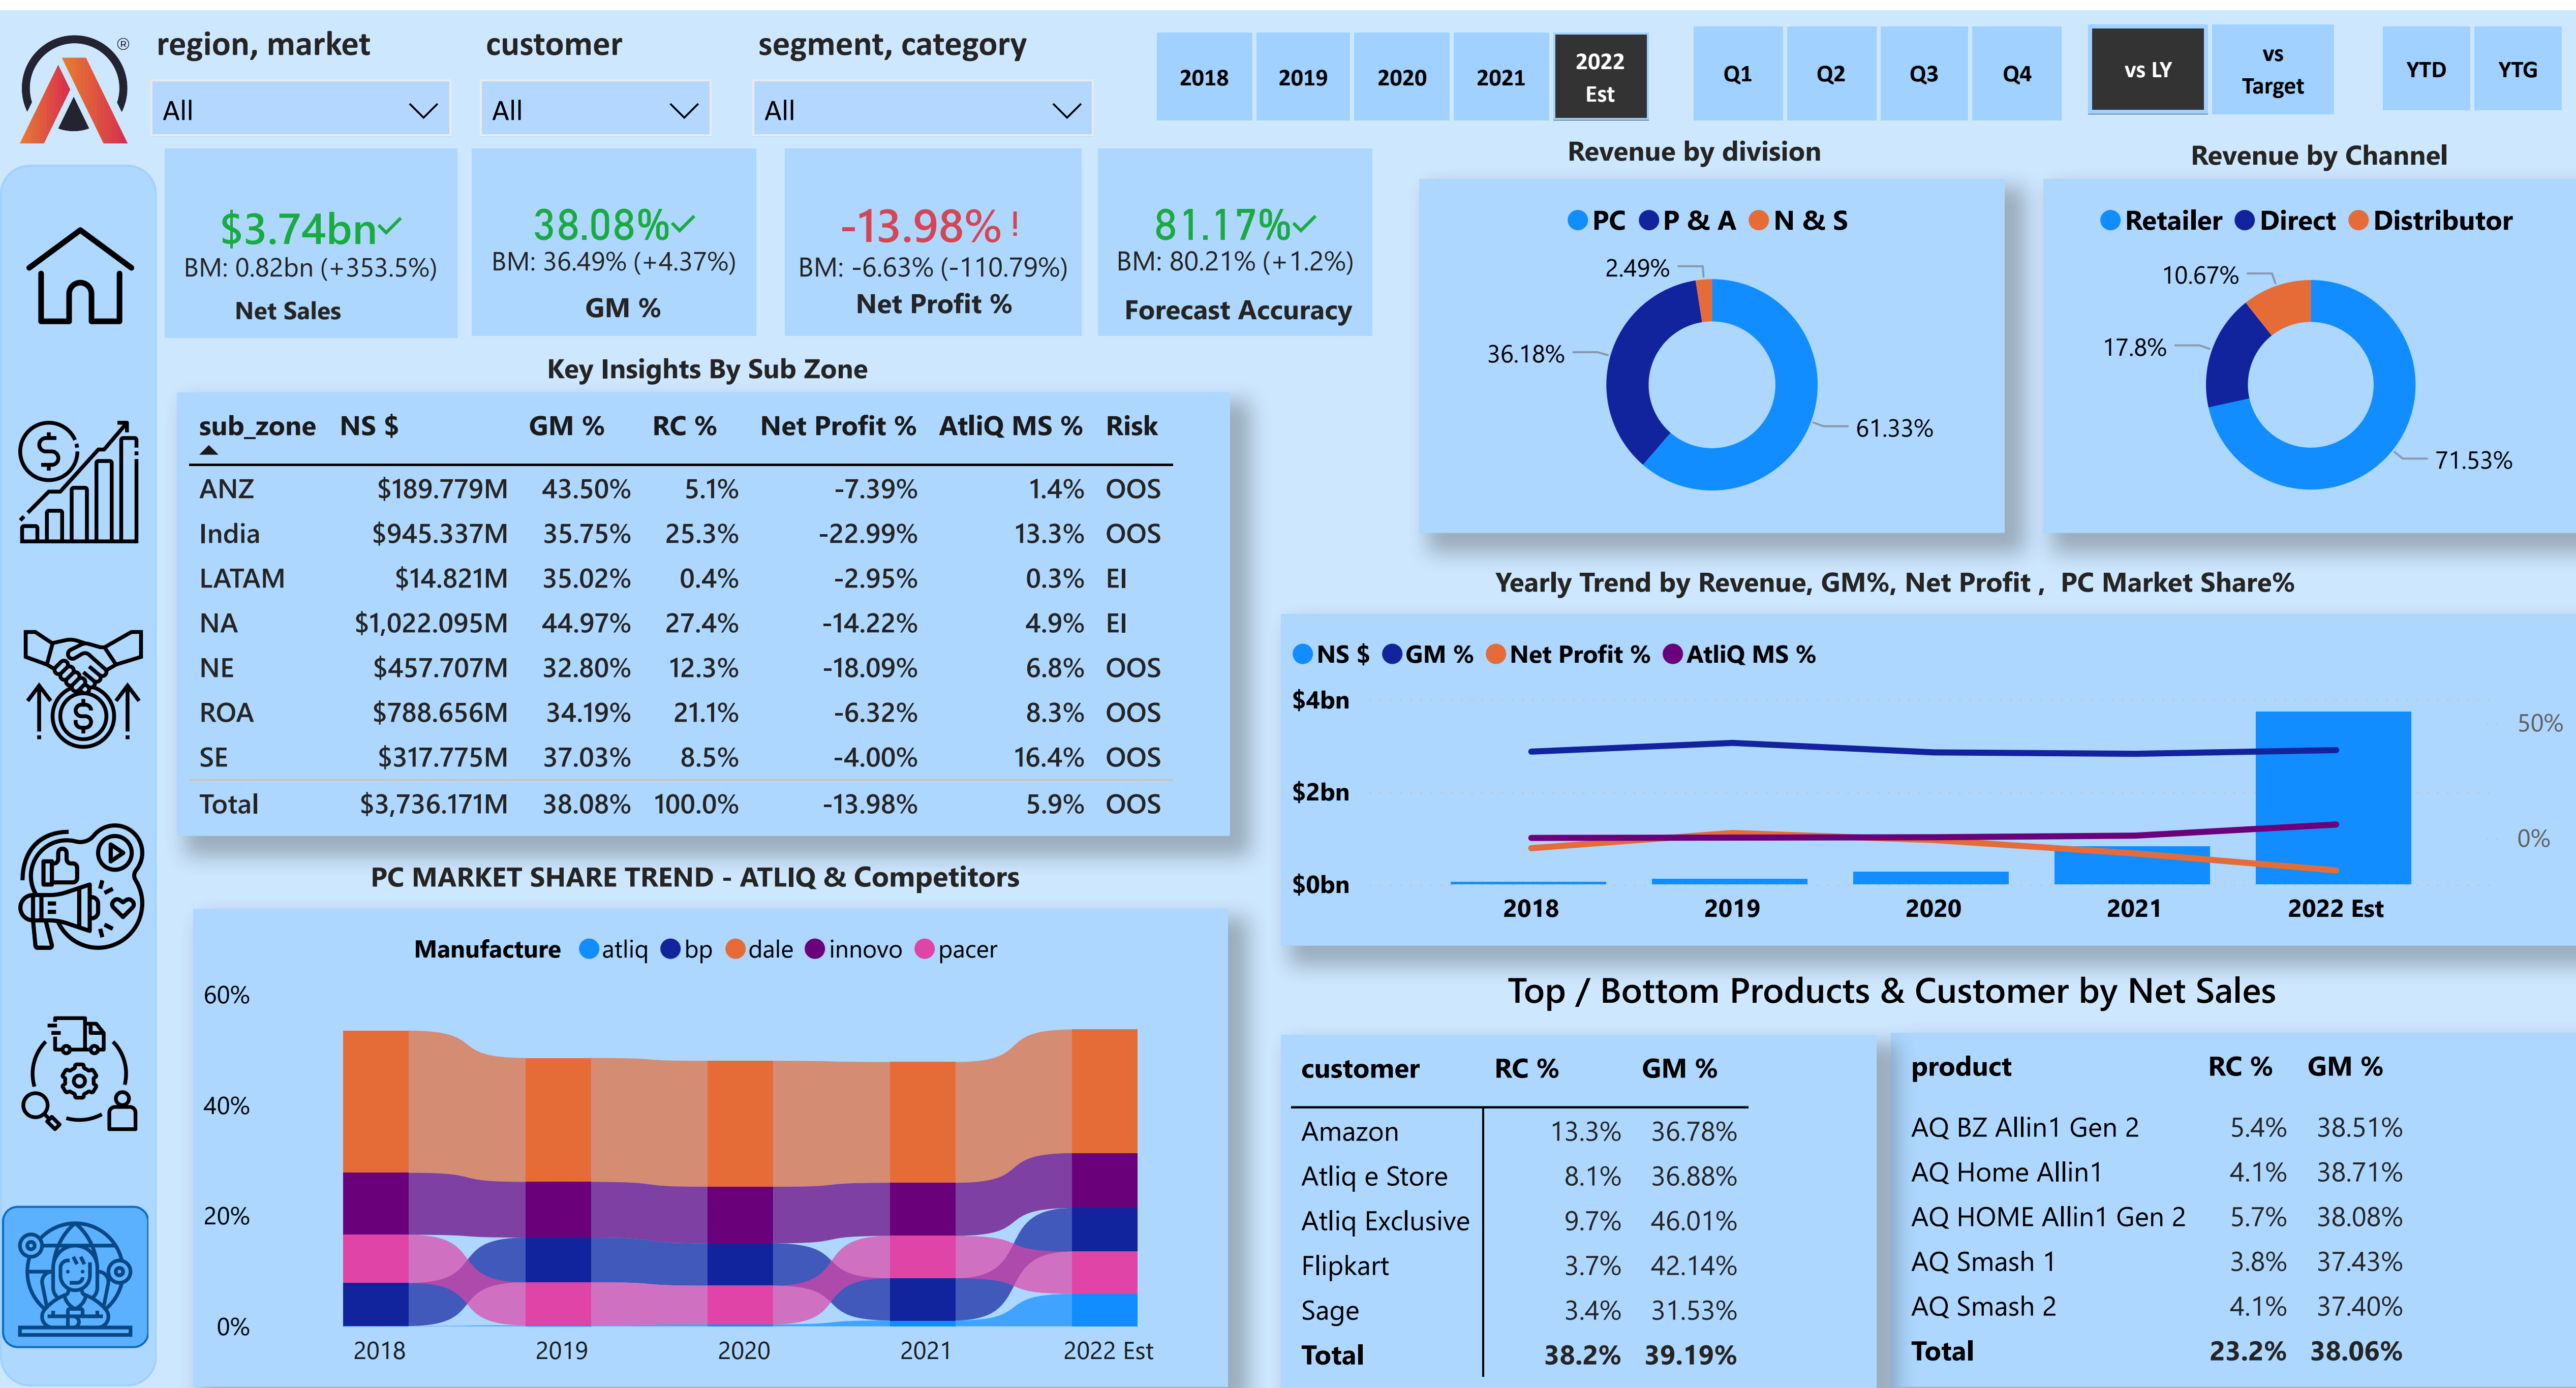 region, market
customer
segment, category
All
All
All
2018
2019
2020
2021
2022
Est
Q1
Q2
Q3
Q4
vs LY
vs
Target
YTD
YTG
®
$3.74bn
BM: 0.82bn (+353.5%)
Net Sales
38.08%
BM: 36.49% (+4.37%)
GM %
-13.98% !
BM: -6.63% (-110.79%)
Net Profit %
81.17%
BM: 80.21% (+1.2%)
Forecast Accuracy
Revenue by division
PC P & A N & S
2.49%
36.18%
61.33%
Revenue by Channel
Retailer Direct Distributor
10.67%
17.8%
71.53%
Key Insights By Sub Zone
sub_zone NS $ GM % RC % Net Profit % AtliQ MS % Risk
ANZ $189.779M 43.50% 5.1% -7.39% 1.4% OOS
India $945.337M 35.75% 25.3% -22.99% 13.3% OOS
LATAM $14.821M 35.02% 0.4% -2.95% 0.3% EI
NA $1,022.095M 44.97% 27.4% -14.22% 4.9% EI
NE $457.707M 32.80% 12.3% -18.09% 6.8% OOS
ROA $788.656M 34.19% 21.1% -6.32% 8.3% OOS
SE $317.775M 37.03% 8.5% -4.00% 16.4% OOS
Total $3,736.171M 38.08% 100.0% -13.98% 5.9% OOS
Yearly Trend by Revenue, GM%, Net Profit , PC Market Share%
NS $ GM % Net Profit % AtliQ MS %
$4bn
$2bn
$0bn
50%
0%
2018 2019 2020 2021 2022 Est
PC MARKET SHARE TREND - ATLIQ & Competitors
Manufacture atliq bp dale innovo pacer
60%
40%
20%
0%
2018 2019 2020 2021 2022 Est
Top / Bottom Products & Customer by Net Sales
customer RC % GM %
Amazon 13.3% 36.78%
Atliq e Store 8.1% 36.88%
Atliq Exclusive 9.7% 46.01%
Flipkart 3.7% 42.14%
Sage 3.4% 31.53%
Total 38.2% 39.19%
product RC % GM %
AQ BZ Allin1 Gen 2 5.4% 38.51%
AQ Home Allin1 4.1% 38.71%
AQ HOME Allin1 Gen 2 5.7% 38.08%
AQ Smash 1 3.8% 37.43%
AQ Smash 2 4.1% 37.40%
Total 23.2% 38.06%